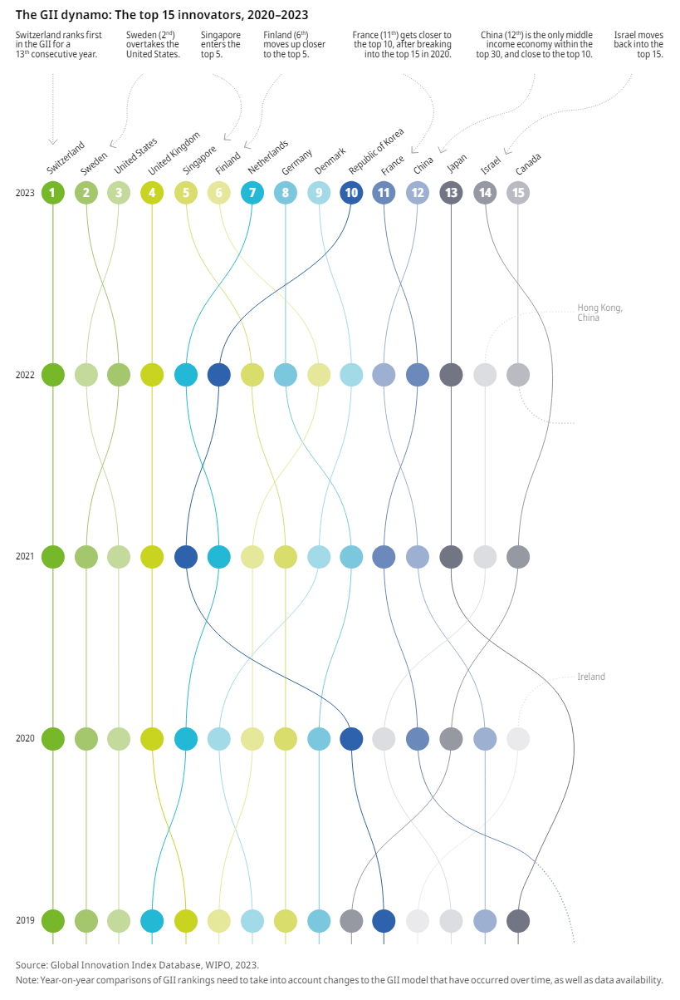 The GII dynamo: The top 15 innovators, 2020–2023
Switzerland ranks first
in the GII for a
13th consecutive year.
Sweden (2nd)
overtakes the
United States.
Singapore
enters the
top 5.
Finland (6th)
moves up closer
to the top 5.
France (11th) gets closer to
the top 10, after breaking
into the top 15 in 2020.
China (12th) is the only middle
income economy within the
top 30, and close to the top 10.
Israel moves
back into the
top 15.
Switzerland
Sweden
United States
United Kingdom
Singapore
Finland
Netherlands
Germany
Denmark
Republic of Korea
France
China
Japan
Israel
Canada
2023 1 2 3 4 5 6 7 8 9 10 11 12 13 14 15
Hong Kong,
China
2022
2021
Ireland
2020
2019
Source: Global Innovation Index Database, WIPO, 2023.
Note: Year-on-year comparisons of GII rankings need to take into account changes to the GII model that have occurred over time, as well as data availability.